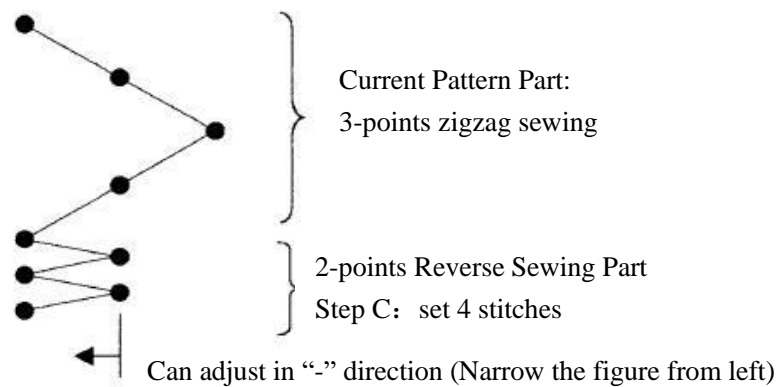 Current Pattern Part:
3-points zigzag sewing
2-points Reverse Sewing Part
Step C：set 4 stitches
Can adjust in “-” direction (Narrow the figure from left)